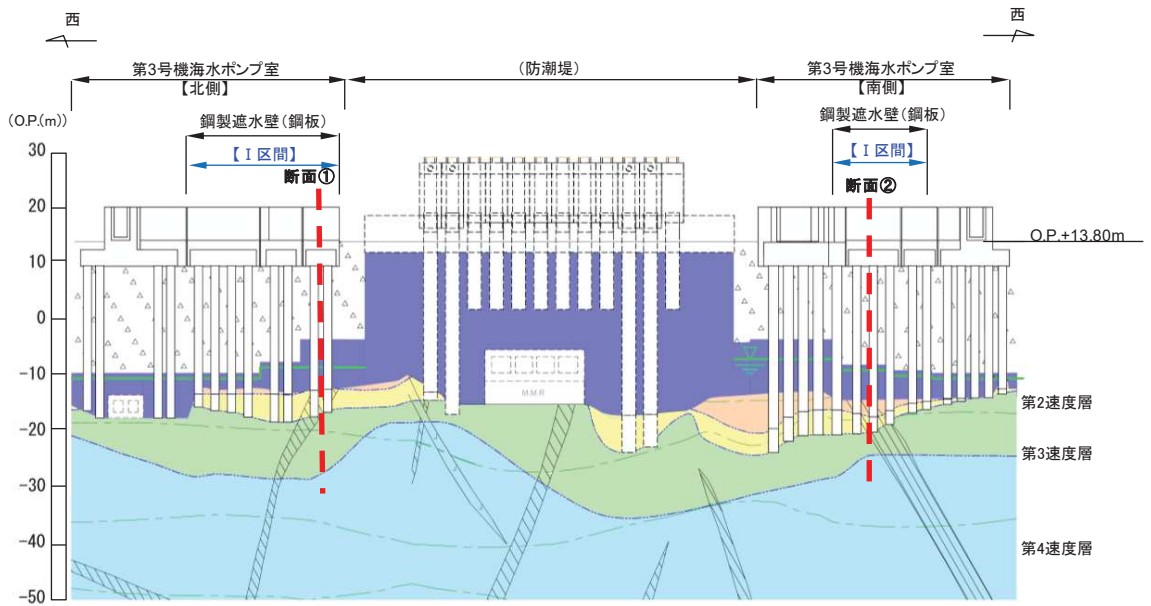 西
西
第3号機海水ポンプ室
【北側】
(防潮堤)
第3号機海水ポンプ室
【南側】
(O.P.(m))
鋼製遮水壁(鋼板)
鋼製遮水壁(鋼板)
【Ⅰ区間】
【Ⅰ区間】
断面①
断面②
30
20
10
0
-10
-20
-30
-40
-50
O.P.+13.80m
M.M.R
第2速度層
第3速度層
第4速度層